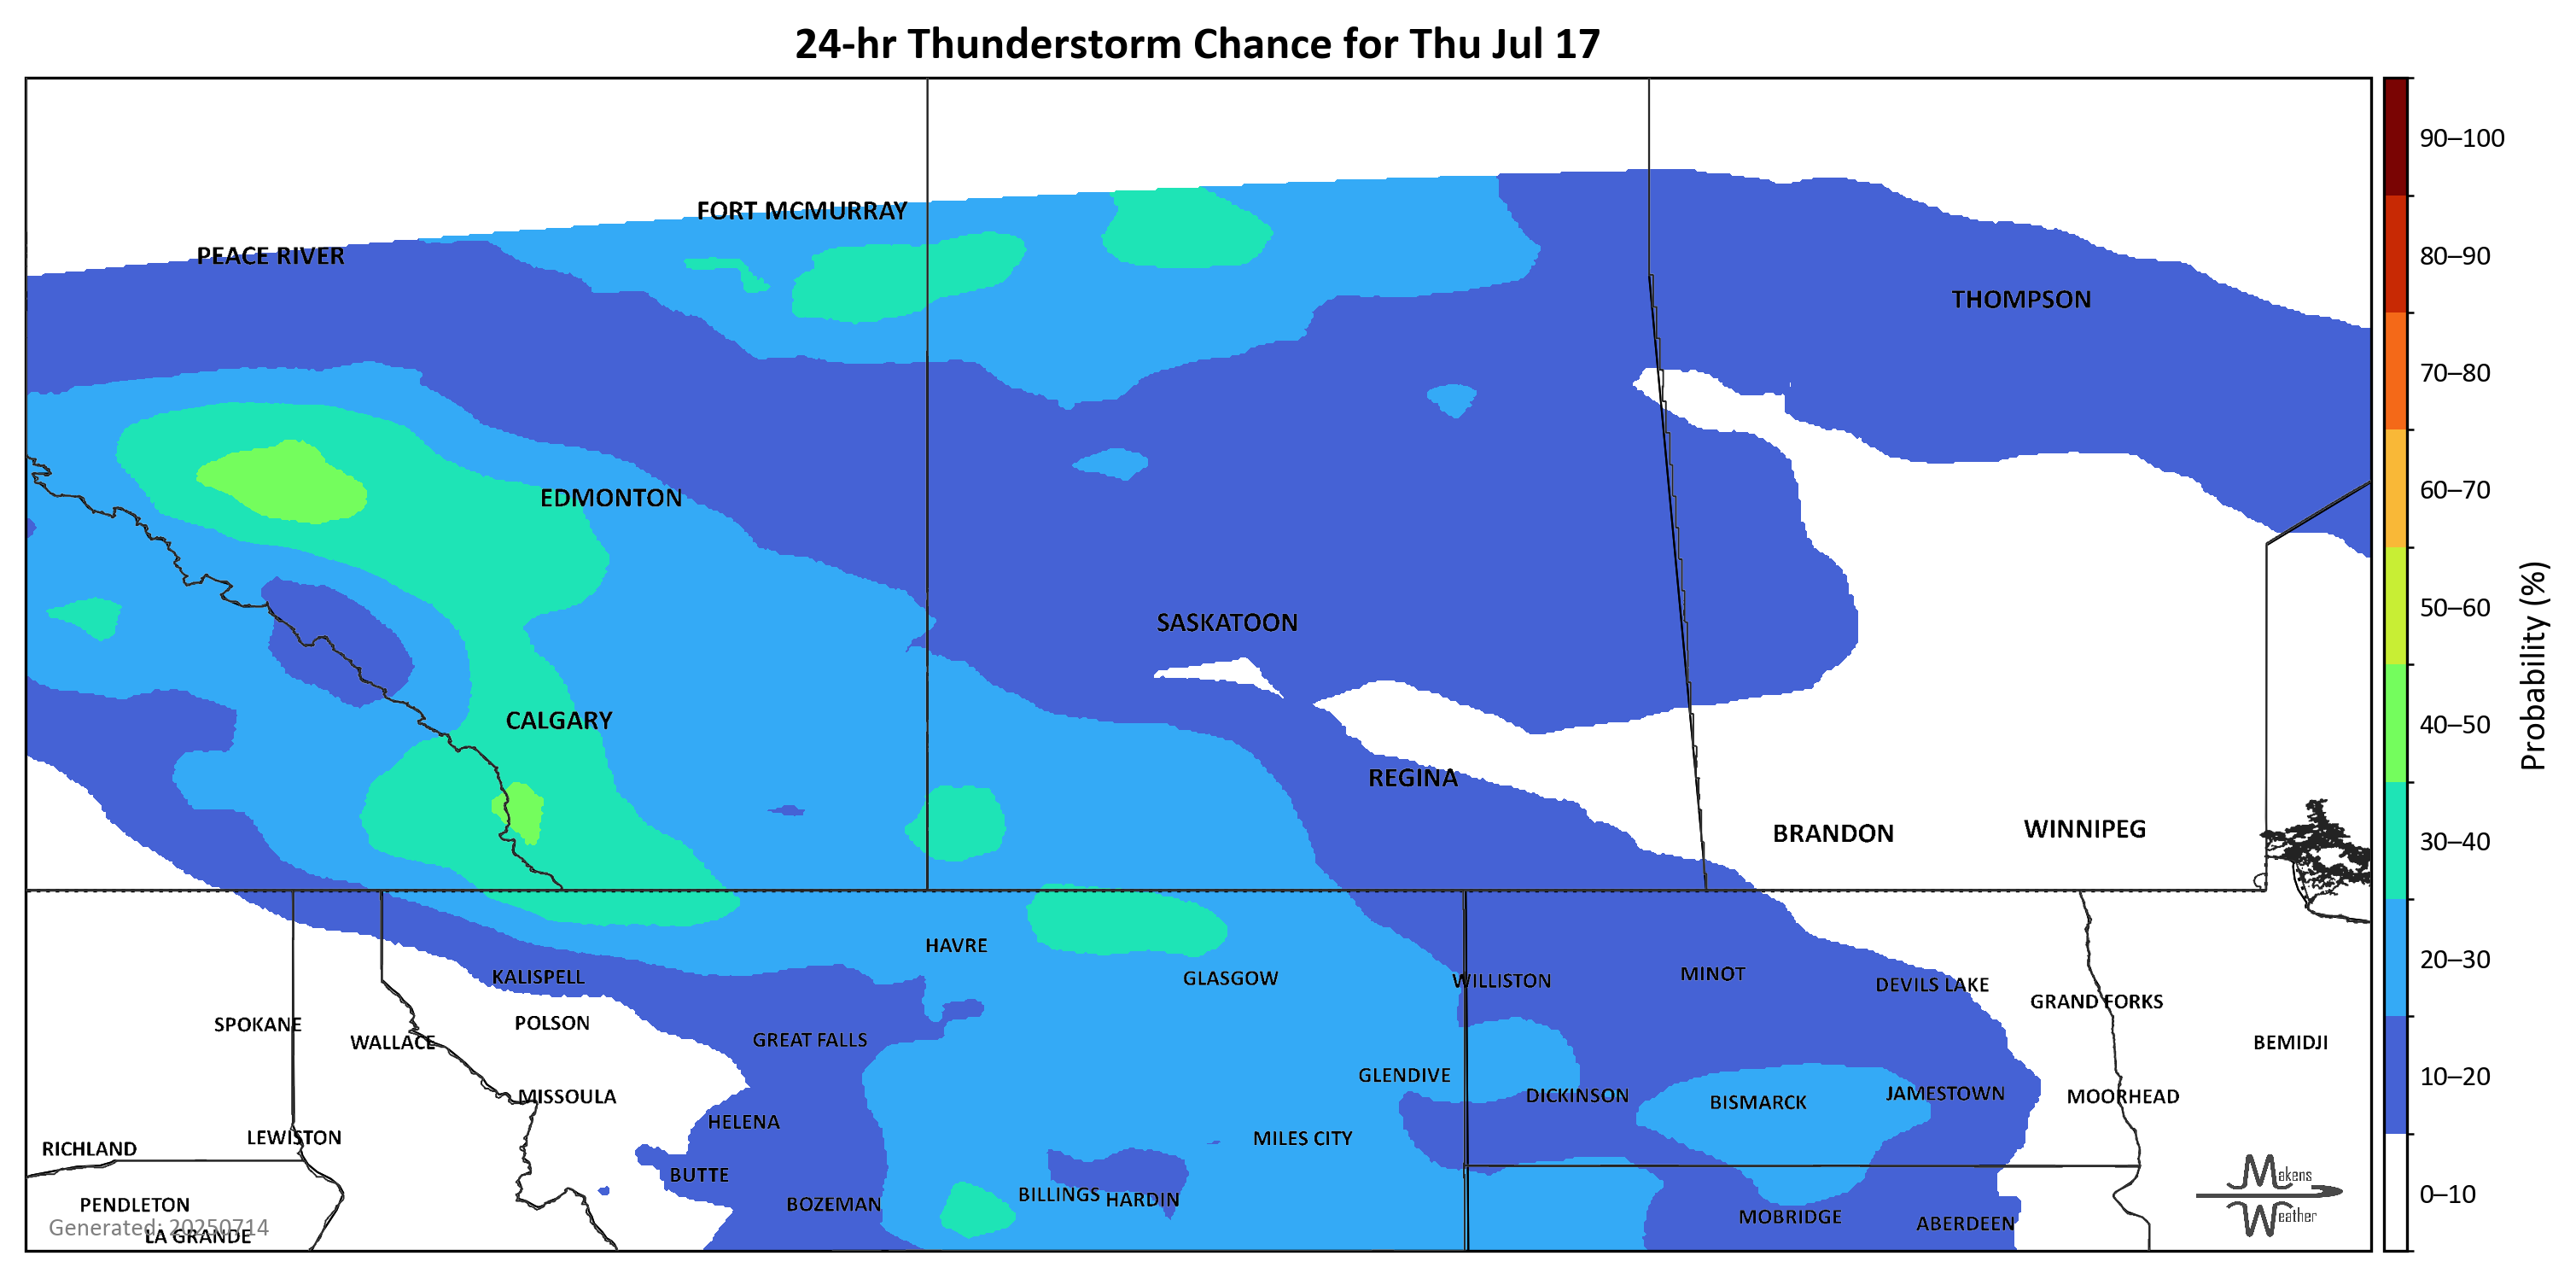 24-hr Thunderstorm Chance for Thu Jul 17
90–100
FORT MCMURRAY
PEACE RIVER
80–90
THOMPSON
70–80
60–70
EDMONTON
50–60
SASKATOON
Probability (%)
CALGARY
40–50
REGINA
BRANDON
WINNIPEG
30–40
HAVRE
20–30
KALISPELL
GLASGOW
WILLISTON
MINOT
DEVILS LAKE
GRAND FORKS
SPOKANE
POLSON
WALLACE
GREAT FALLS
BEMIDJI
GLENDIVE
10–20
MISSOULA
DICKINSON
BISMARCK
JAMESTOWN
MOORHEAD
HELENA
LEWISTON
MILES CITY
RICHLAND
BUTTE
BILLINGS
HARDIN
0–10
PENDLETON
BOZEMAN
MOBRIDGE
ABERDEEN
Generated: 20250714
LA GRANDE
Makens
Weather